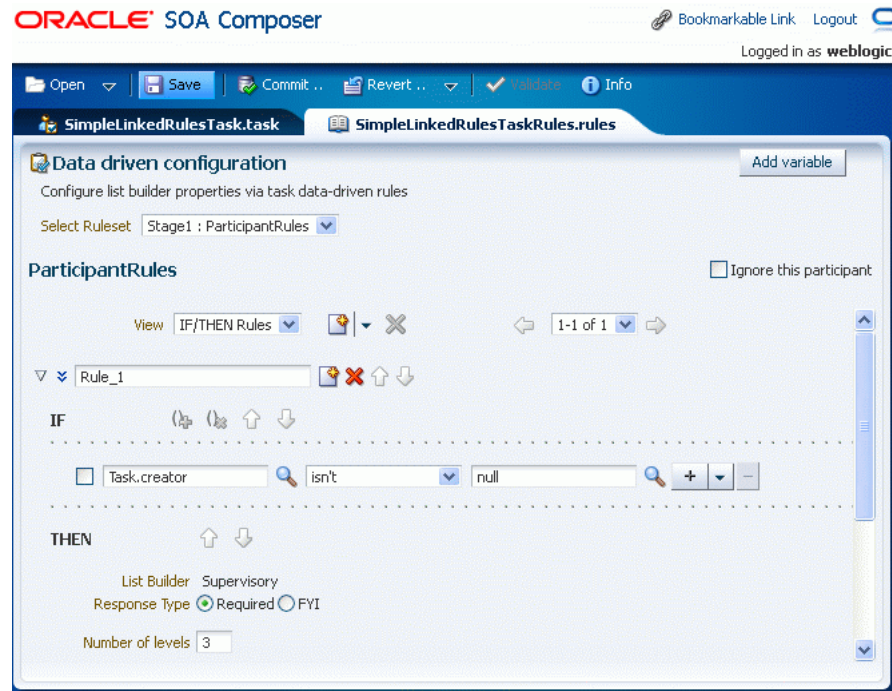 ORACLE SOA Composer
Bookmarkable Link Logout
Logged in as weblogic
Open Save Commit .. Revert .. Validate Info
SimpleLinkedRulesTask.task SimpleLinkedRulesTaskRules.rules
Data driven configuration Add variable
Configure list builder properties via task data-driven rules
Select Ruleset Stage1 : ParticipantRules
ParticipantRules Ignore this participant
View IF/THEN Rules 1-1 of 1
Rule_1
IF
Task.creator isn't null
THEN
List Builder Supervisory
Response Type Required FYI
Number of levels 3